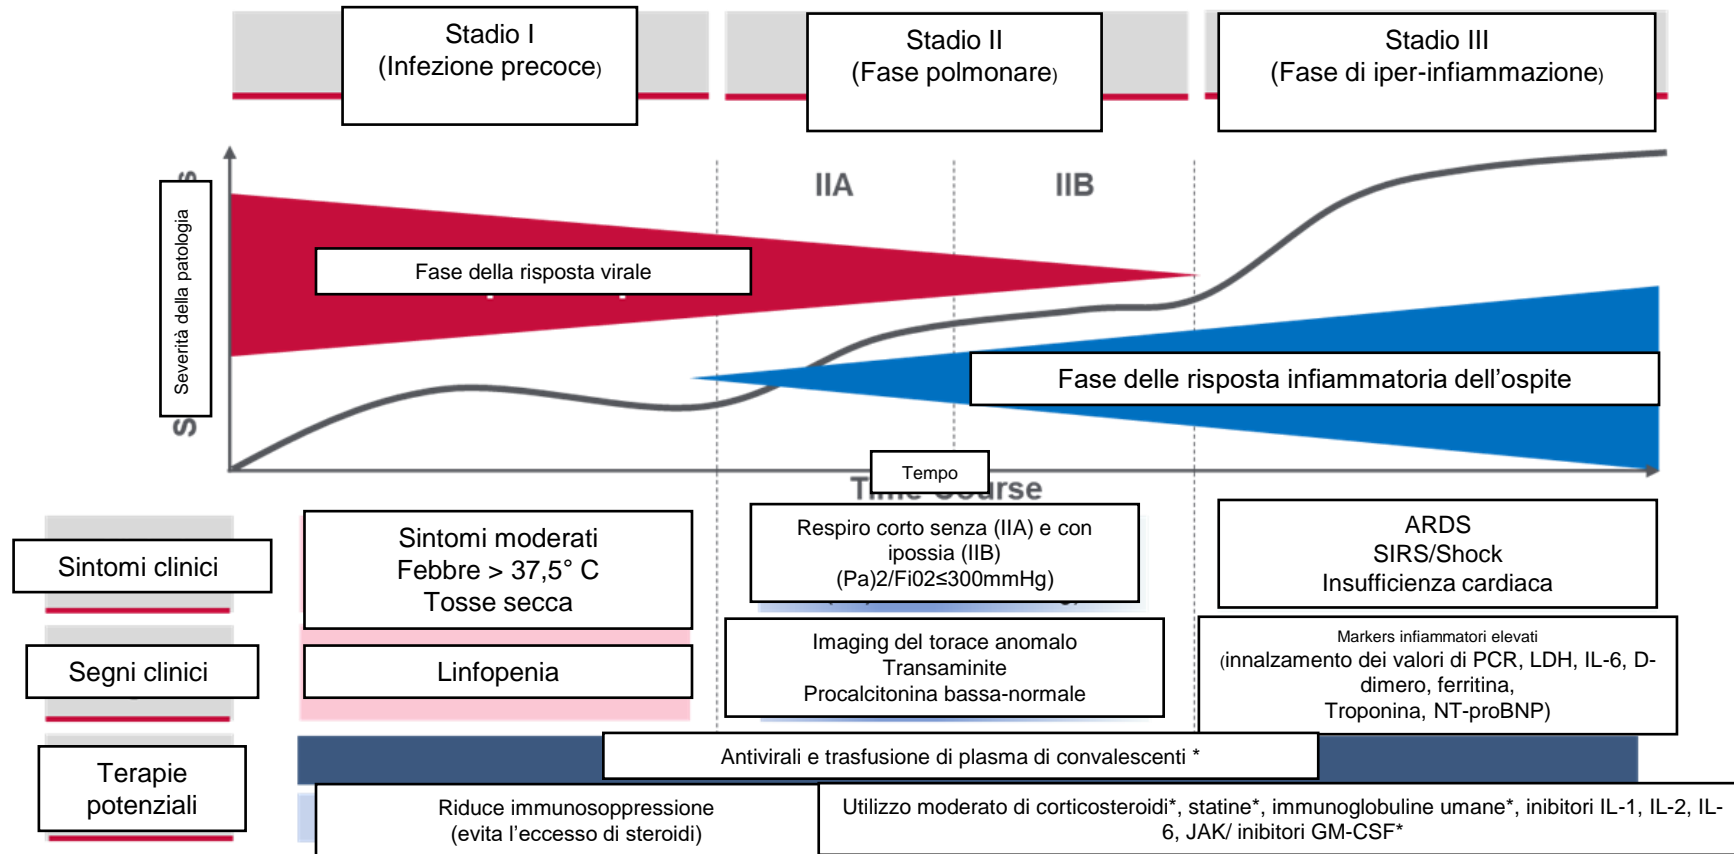 Stadio I
(Infezione precoce)
Stadio II
(Fase polmonare)
Stadio III
(Fase di iper-infiammazione)
IIA
IIB
Severità della patologia
Fase della risposta virale
Fase delle risposta infiammatoria dell'ospite
Tempo
Time Course
Sintomi clinici
Sintomi moderati
Febbre > 37,5° C
Tosse secca
Respiro corto senza (IIA) e con
ipossia (IIB)
(Pa)2/Fi02≤300mmHg)
ARDS
SIRS/Shock
Insufficienza cardiaca
Segni clinici
Linfopenia
Imaging del torace anomalo
Transaminite
Procalcitonina bassa-normale
Markers infiammatori elevati
(innalzamento dei valori di PCR, LDH, IL-6, D-
dimero, ferritina,
Troponina, NT-proBNP)
Terapie
potenziali
Antivirali e trasfusione di plasma di convalescenti *
Riduce immunosoppressione
(evita l'eccesso di steroidi)
Utilizzo moderato di corticosteroidi*, statine*, immunoglobuline umane*, inibitori IL-1, IL-2, IL-
6, JAK/ inibitori GM-CSF*